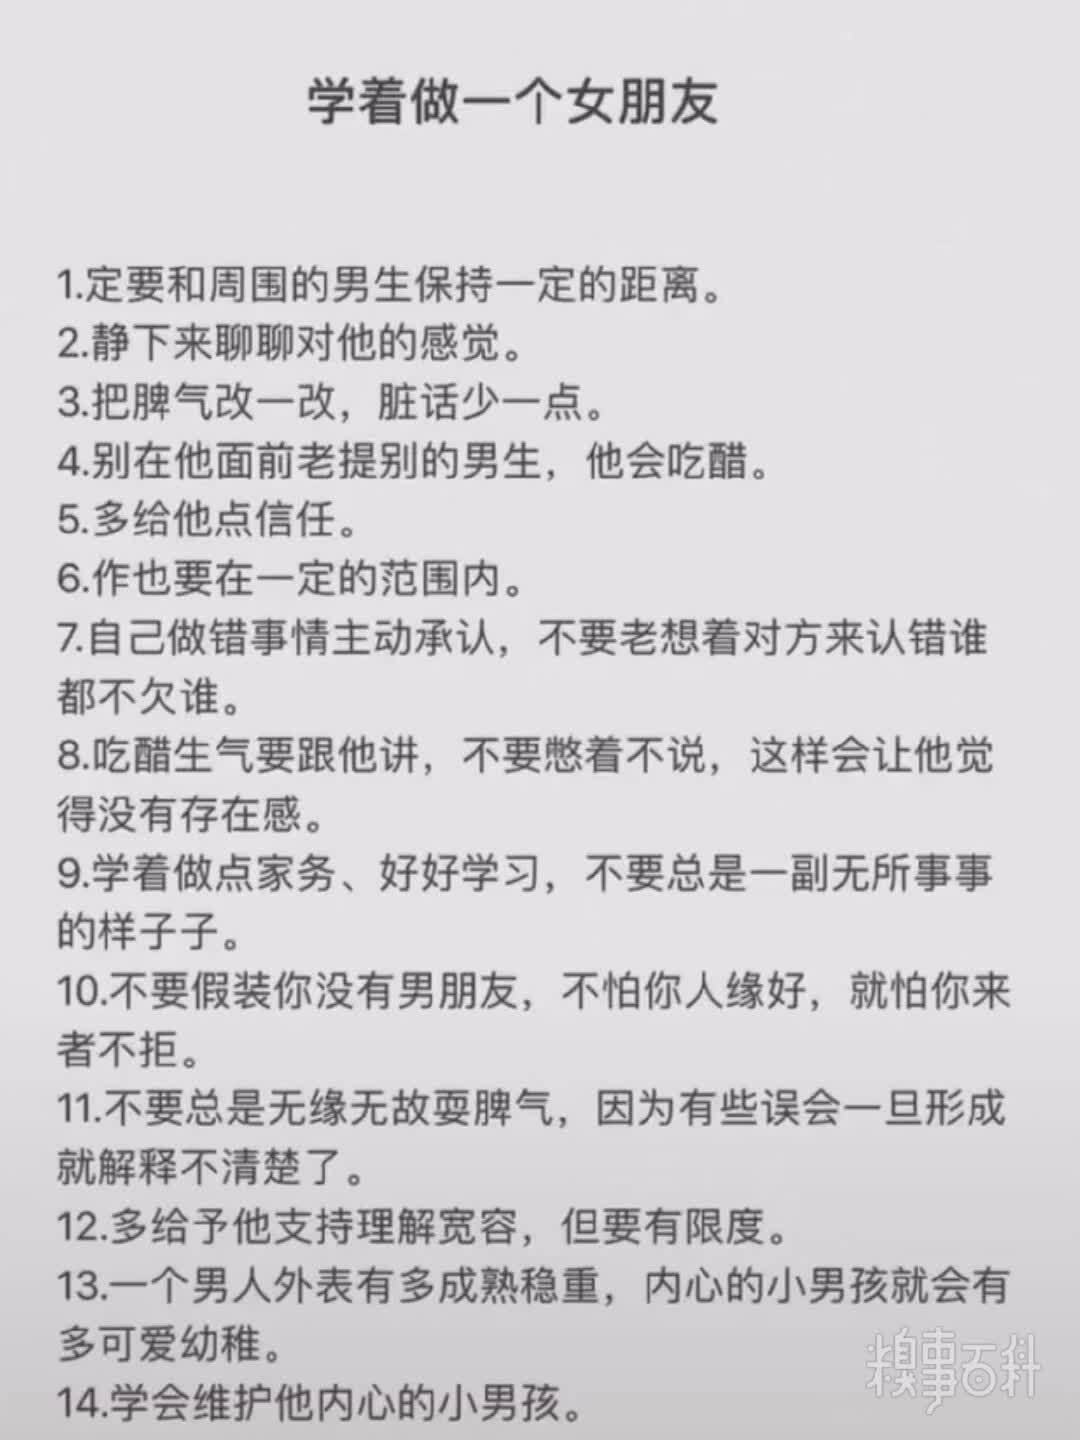 学着做一个女朋友
1.定要和周围的男生保持一定的距离。
2.静下来聊聊对他的感觉。
3.把脾气改一改，脏话少一点。
4.别在他面前老提别的男生，他会吃醋。
5.多给他点信任。
6.作也要在一定的范围内。
7.自己做错事情主动承认，不要老想着对方来认错谁
都不欠谁。
8.吃醋生气要跟他讲，不要憋着不说，这样会让他觉
得没有存在感。
9.学着做点家务、好好学习，不要总是一副无所事事
的样子子。
10.不要假装你没有男朋友，不怕你人缘好，就怕你来
者不拒。
11.不要总是无缘无故耍脾气，因为有些误会一旦形成
就解释不清楚了。
12.多给予他支持理解宽容，但要有限度。
13.一个男人外表有多成熟稳重，内心的小男孩就会有
多可爱幼稚。
14.学会维护他内心的小男孩。
糗事百科